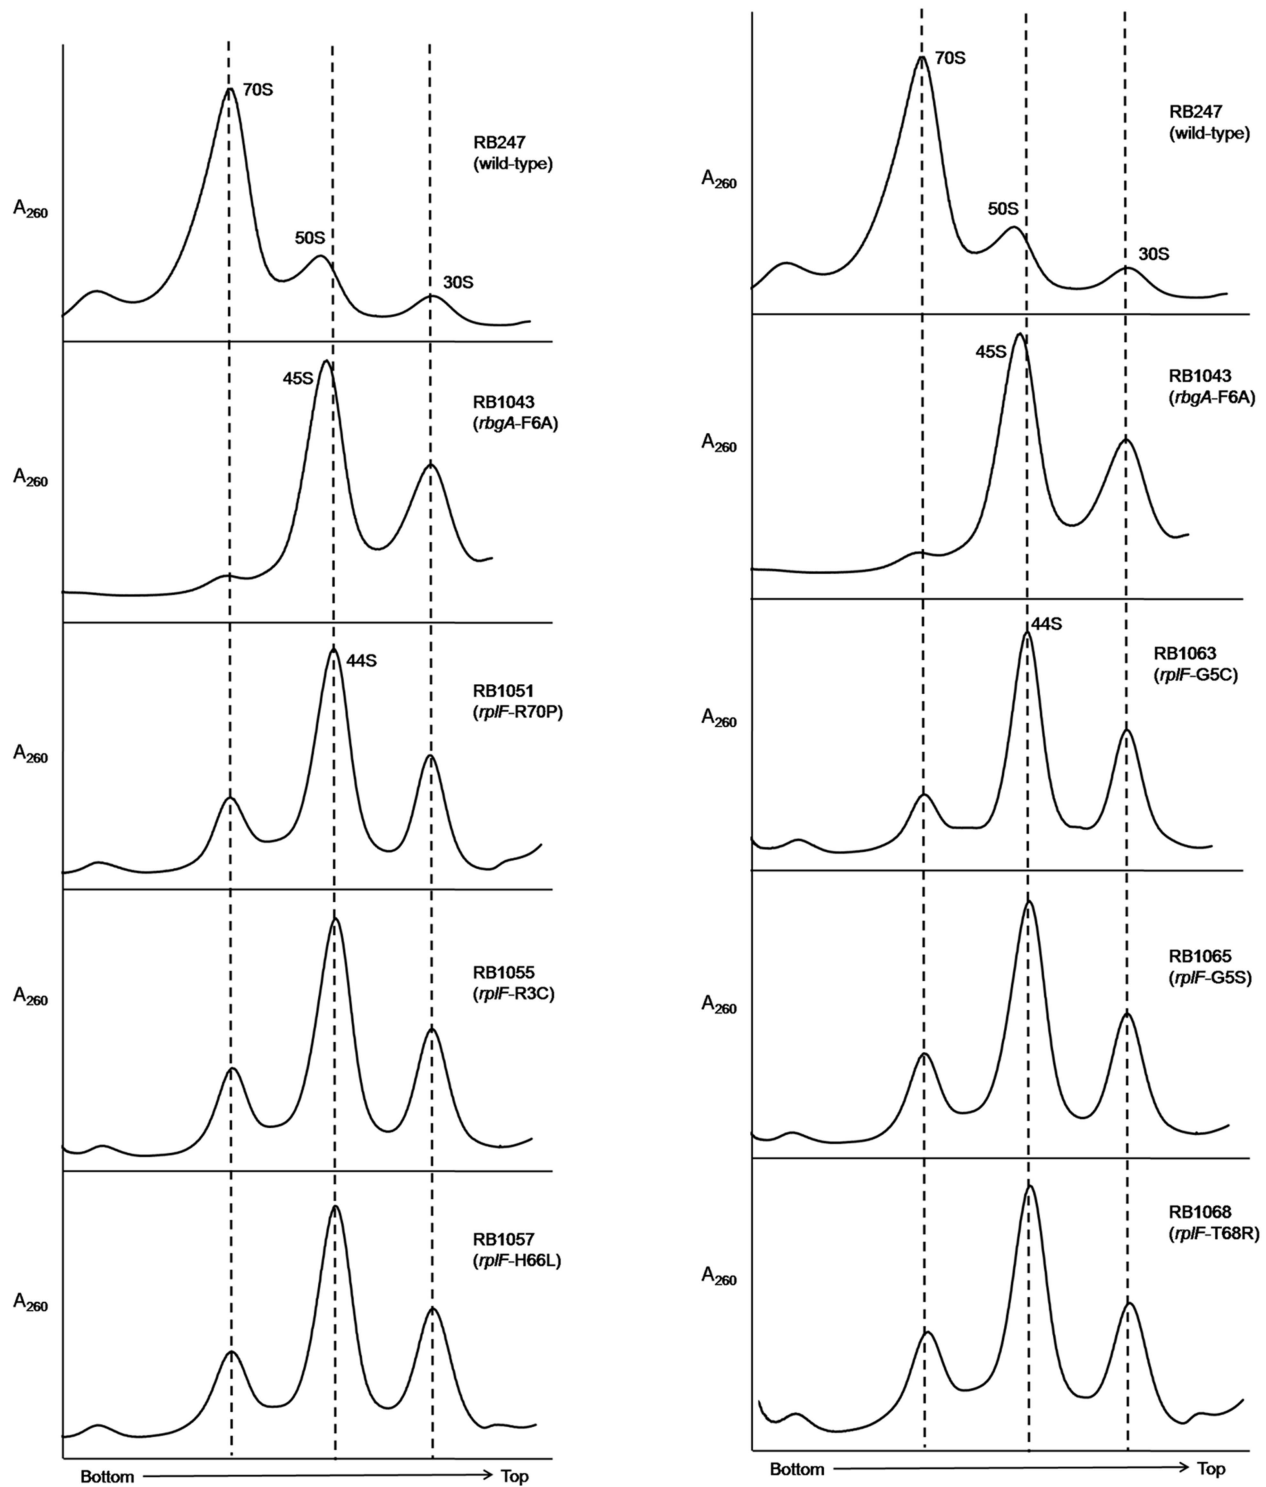 70S
50S
30S
RB247
(wild-type)
A260
45S
RB1043
(rbgA-F6A)
A260
44S
RB1051
(rplF-R70P)
A260
RB1055
(rplF-R3C)
A260
RB1057
(rplF-H66L)
A260
Bottom Top
70S
50S
30S
RB247
(wild-type)
A260
45S
RB1043
(rbgA-F6A)
A260
44S
RB1063
(rplF-G5C)
A260
RB1065
(rplF-G5S)
A260
RB1068
(rplF-T68R)
A260
Bottom Top